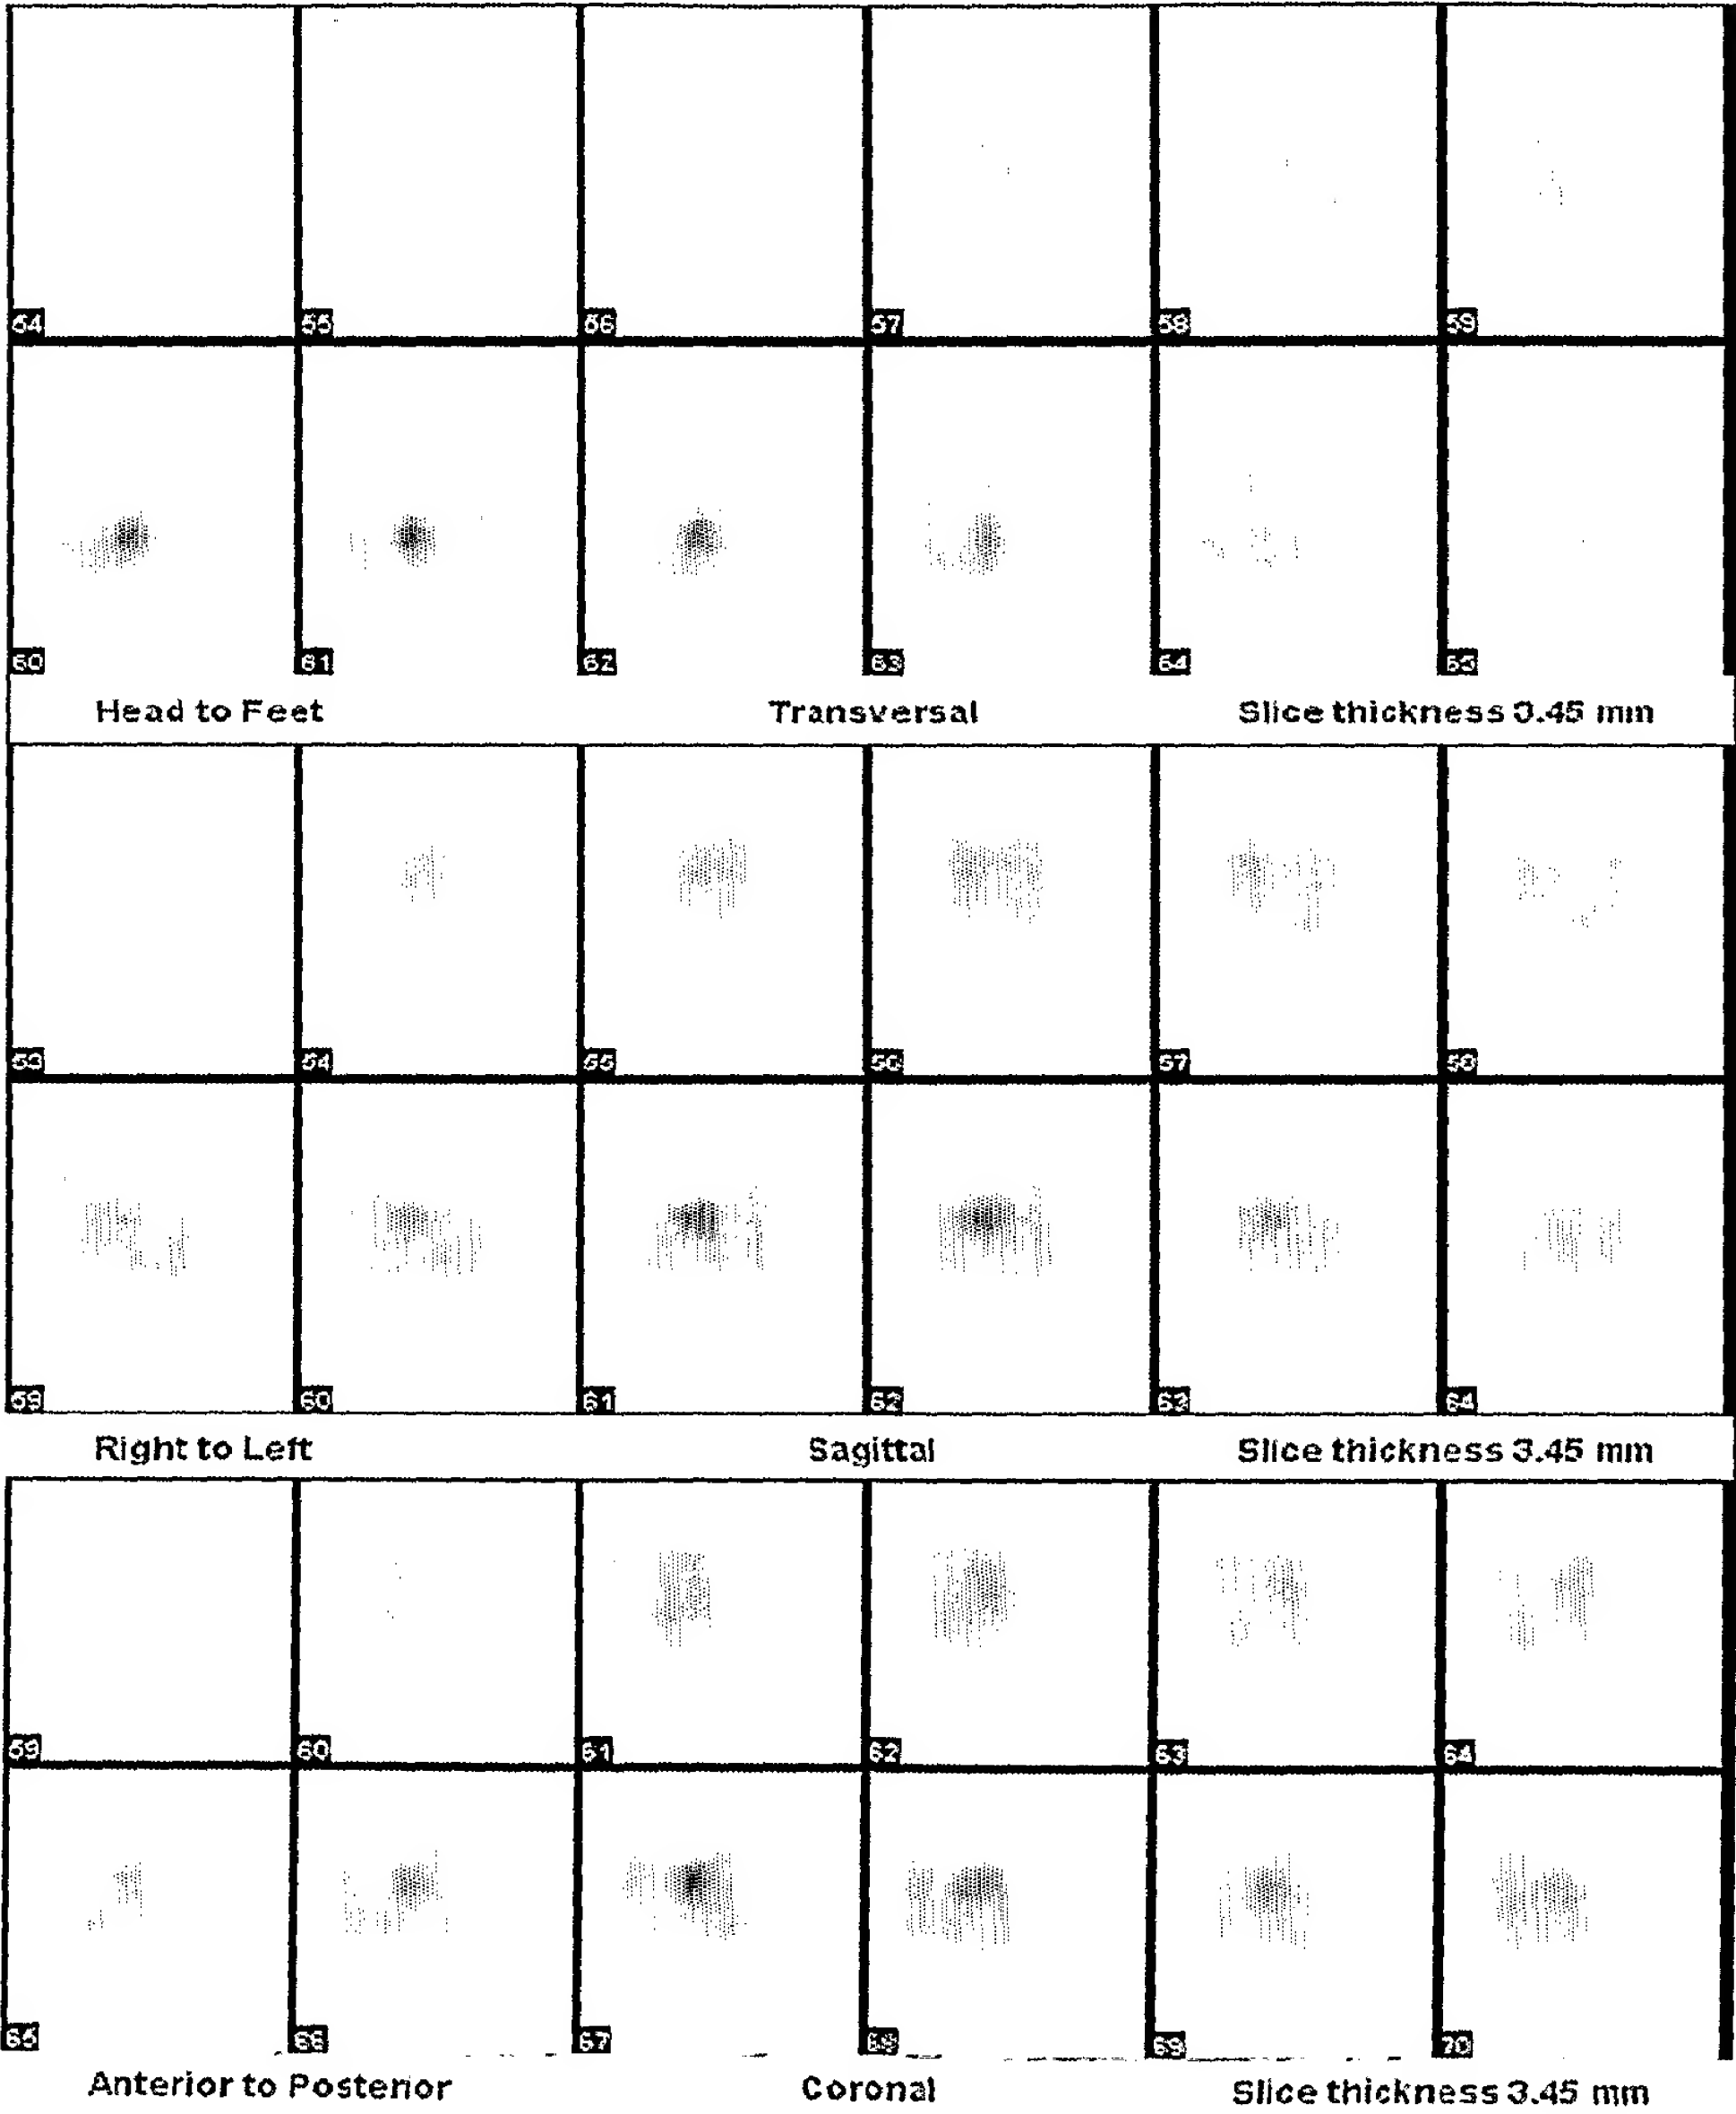 54 55 56 57 58 59
60 61 62 63 64 65
Head to Feet Transversal Slice thickness 3.45 mm
53 54 55 56 57 58
59 60 61 62 63 64
Right to Left Sagittal Slice thickness 3.45 mm
59 60 61 62 63 64
65 66 67 68 69 70
Anterior to Posterior Coronal Slice thickness 3.45 mm